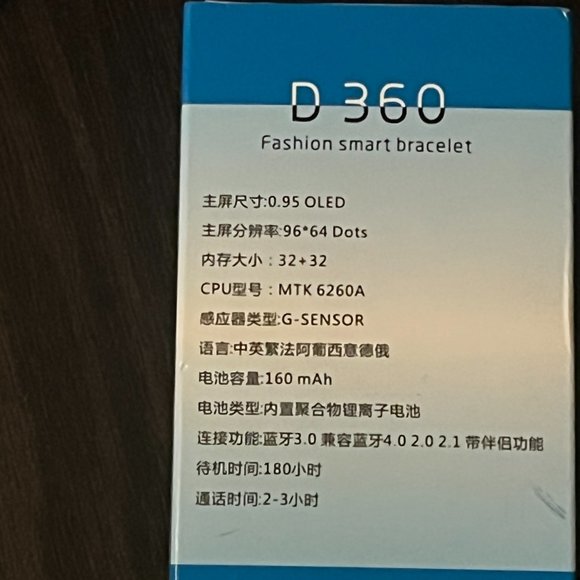 D 360
Fashion smart bracelet
主屏尺寸:0.95 OLED
主屏分辨率:96*64 Dots
内存大小：32+32
CPU型号：MTK 6260A
感应器类型:G-SENSOR
语言:中英繁法阿葡西意德俄
电池容量:160 mAh
电池类型:内置聚合物锂离子电池
连接功能:蓝牙3.0 兼容蓝牙4.0 2.0 2.1 带伴侣功能
待机时间:180小时
通话时间:2-3小时